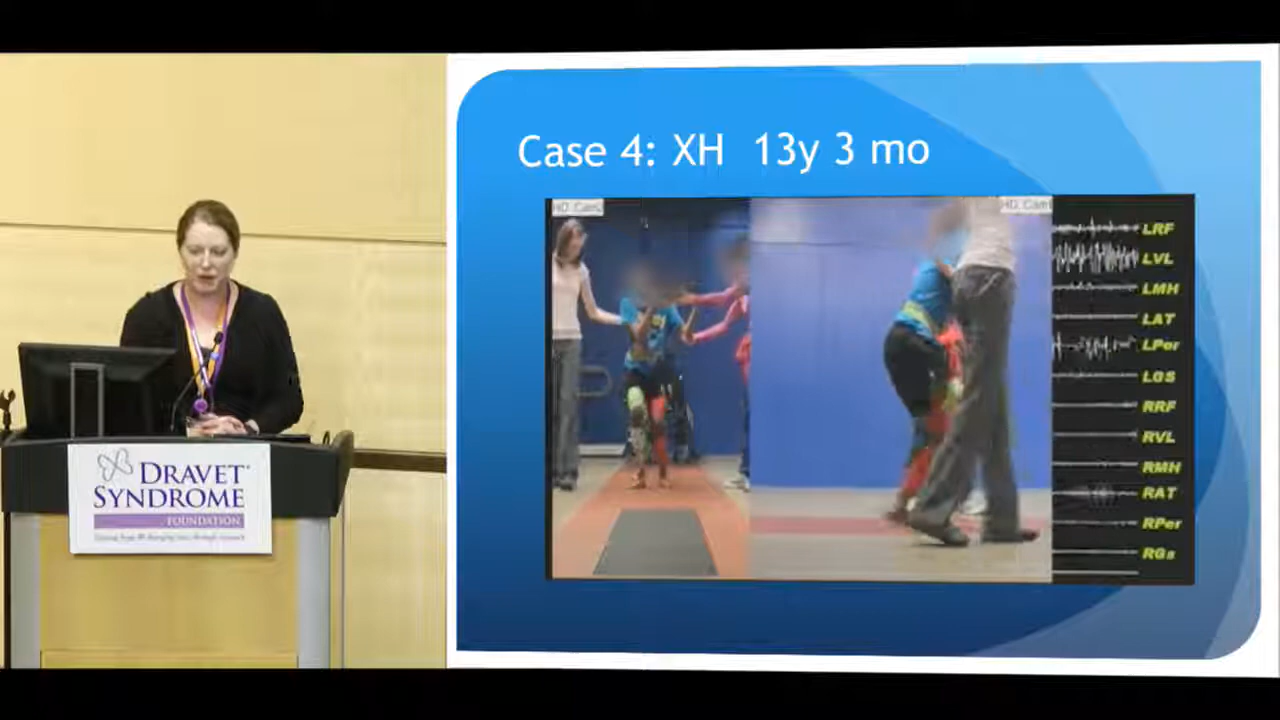 Case 4: XH 13y 3 mo
LRF
LVL
LMH
LAT
LPer
LGS
RRF
RVL
RMH
RAT
RPer
RGs
DRAVET
SYNDROME
FOUNDATION